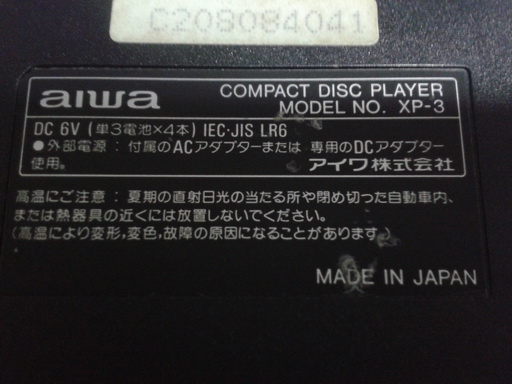 C208084041
aiwa
COMPACT DISC PLAYER
MODEL NO. XP-3
DC 6V (単3電池×4本) IEC·JIS LR6
●外部電源：付属のACアダプターまたは 専用のDCアダプター
使用。
アイワ株式会社
高温にご注意：夏期の直射日光の当たる所や閉め切った自動車内、
または熱器具の近くには放置しないでください。
(高温により変形,変色,故障の原因になることがあります。)
MADE IN JAPAN